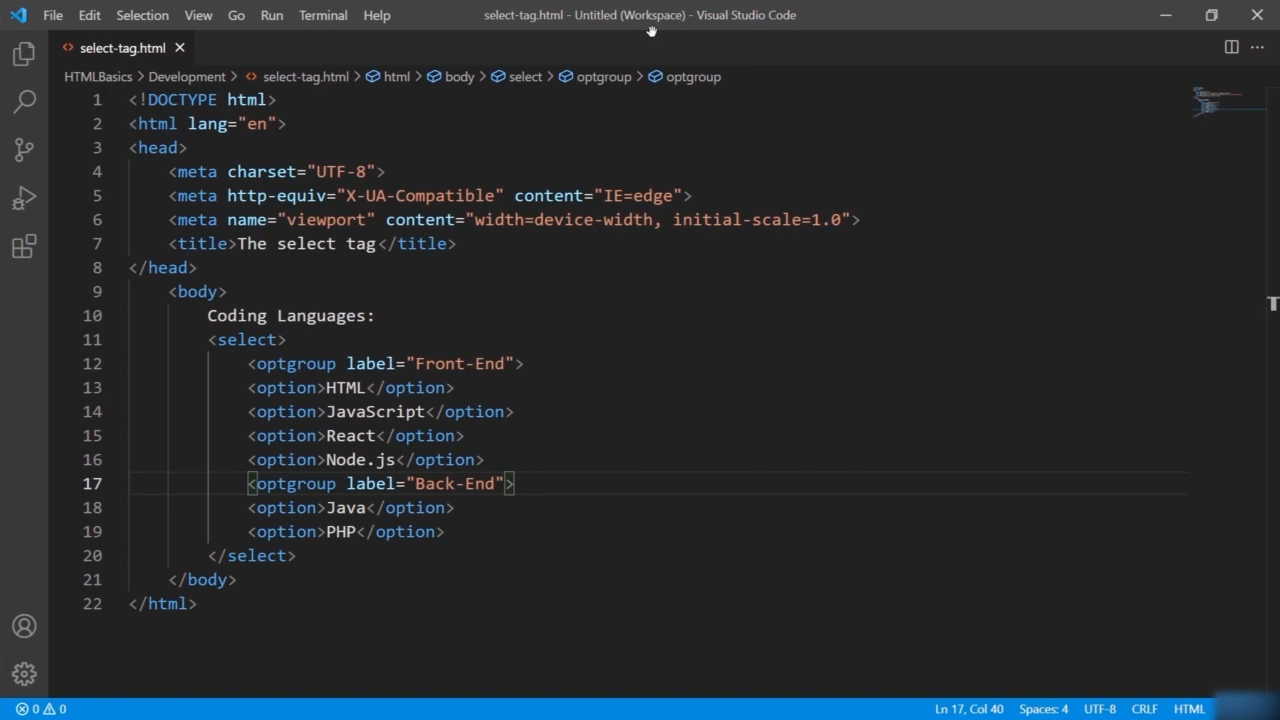 File Edit Selection View Go Run Terminal Help select-tag.html - Untitled (Workspace) - Visual Studio Code
select-tag.html
HTMLBasics > Development > select-tag.html > html > body > select > optgroup > optgroup
1 <!DOCTYPE html>
2 <html lang="en">
3 <head>
4 <meta charset="UTF-8">
5 <meta http-equiv="X-UA-Compatible" content="IE=edge">
6 <meta name="viewport" content="width=device-width, initial-scale=1.0">
7 <title>The select tag</title>
8 </head>
9 <body>
10 Coding Languages:
11 <select>
12 <optgroup label="Front-End">
13 <option>HTML</option>
14 <option>JavaScript</option>
15 <option>React</option>
16 <option>Node.js</option>
17 <optgroup label="Back-End">
18 <option>Java</option>
19 <option>PHP</option>
20 </select>
21 </body>
22 </html>
0 0 Ln 17, Col 40 Spaces: 4 UTF-8 CRLF HTML